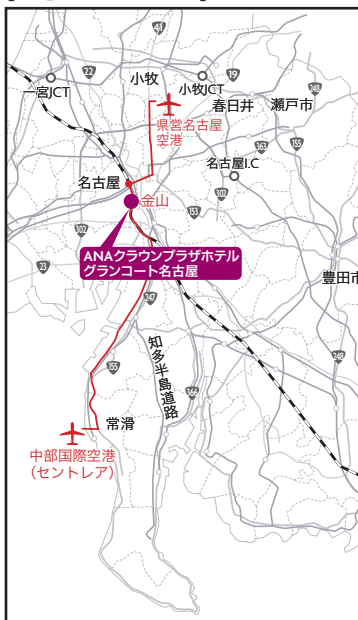 41
22
小牧
19
一宮JCT
小牧JCT
248
春日井
瀬戸市
県営名古屋
空港
363
155
名古屋I.C
名古屋
302
金山
153
302
ANAクラウンプラザホテル
グランコート名古屋
23
豊田市
247
知多半島道路
248
155
366
常滑
中部国際空港
(セントレア)